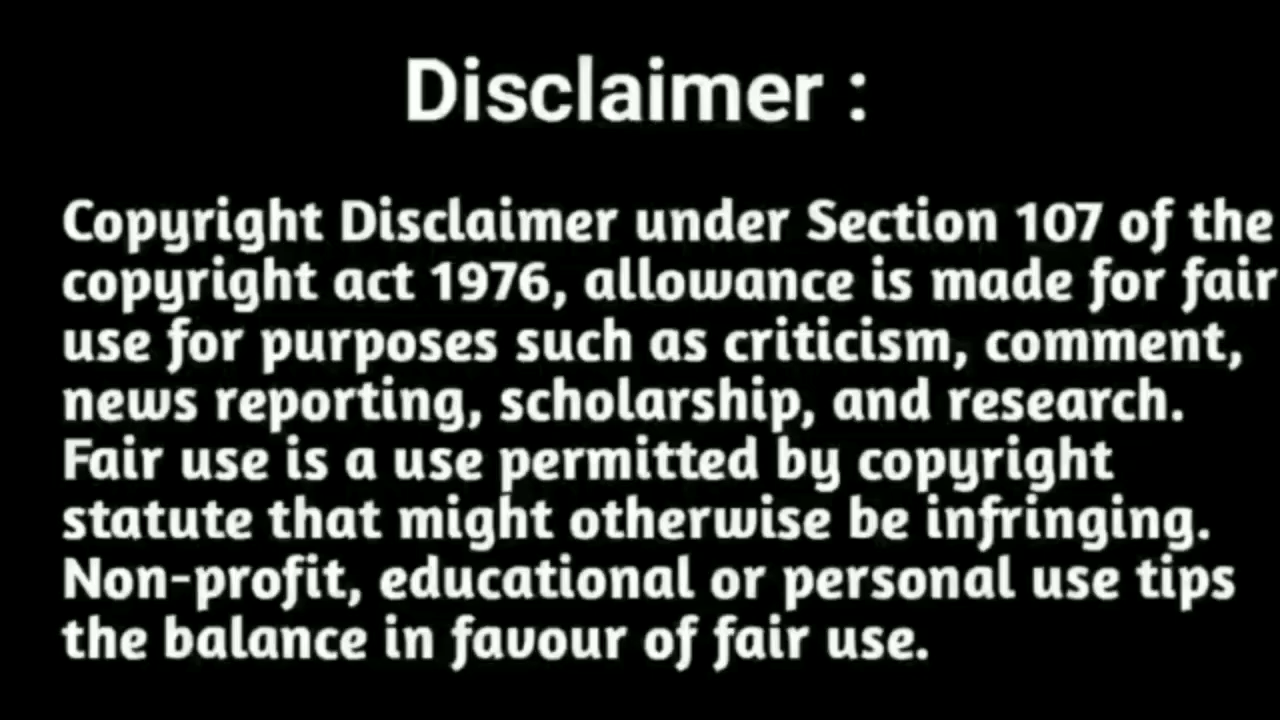 Disclaimer :
Copyright Disclaimer under Section 107 of the
copyright act 1976, allowance is made for fair
use for purposes such as criticism, comment,
news reporting, scholarship, and research.
Fair use is a use permitted by copyright
statute that might otherwise be infringing.
Non-profit, educational or personal use tips
the balance in favour of fair use.